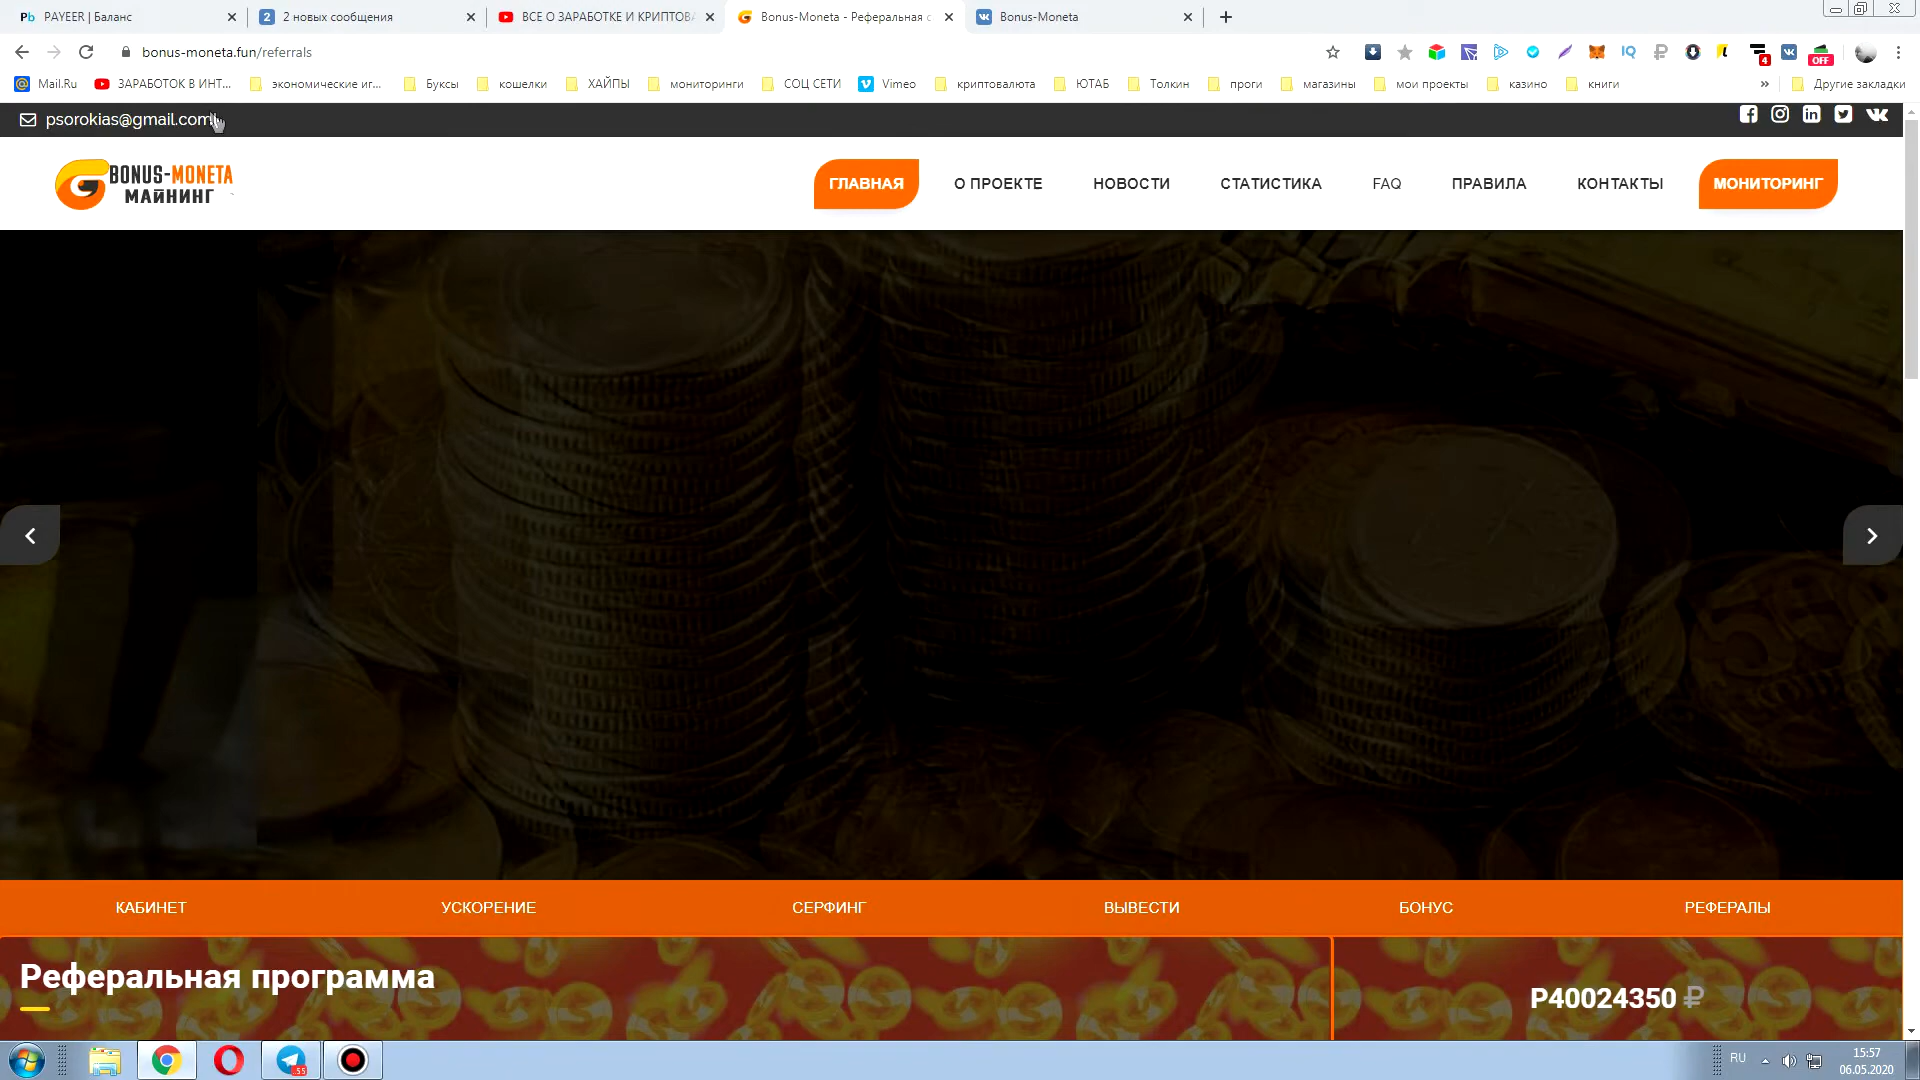 PAYEER | Баланс
2 новых сообщения
ВСЕ О ЗАРАБОТКЕ И КРИПТОВА
Bonus-Moneta - Реферальная с
Bonus-Moneta
bonus-moneta.fun/referrals
Mail.Ru
ЗАРАБОТОК В ИНТ...
экономические иг...
Буксы
кошелки
ХАЙПЫ
мониторинги
СОЦ СЕТИ
Vimeo
криптовалюта
ЮТАБ
Толкин
проги
магазины
мои проекты
казино
книги
»
Другие закладки
psorokias@gmail.com
BONUS-MONETA
МАЙНИНГ
ГЛАВНАЯ
О ПРОЕКТЕ
НОВОСТИ
СТАТИСТИКА
FAQ
ПРАВИЛА
КОНТАКТЫ
МОНИТОРИНГ
КАБИНЕТ
УСКОРЕНИЕ
СЕРФИНГ
ВЫВЕСТИ
БОНУС
РЕФЕРАЛЫ
Реферальная программа
P40024350 ₽
RU
15:57
06.05.2020